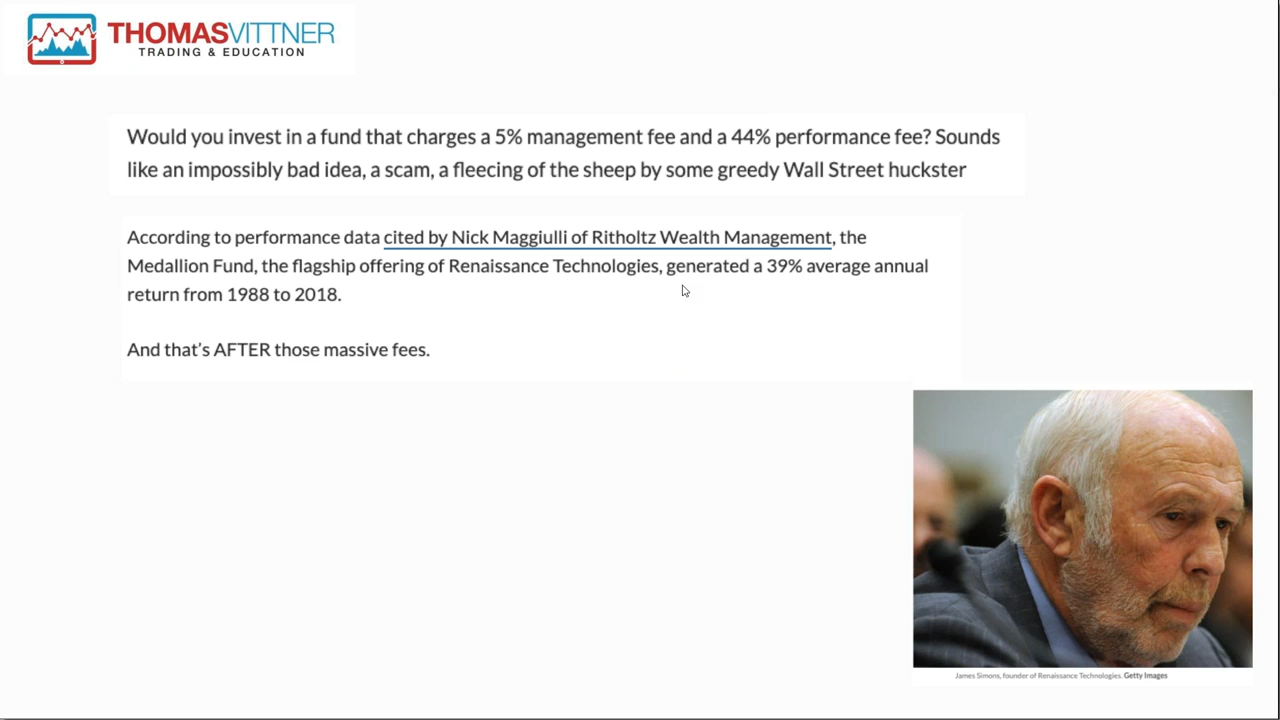 THOMASVITTNER
TRADING & EDUCATION
Would you invest in a fund that charges a 5% management fee and a 44% performance fee? Sounds
like an impossibly bad idea, a scam, a fleecing of the sheep by some greedy Wall Street huckster
According to performance data cited by Nick Maggiulli of Ritholtz Wealth Management, the
Medallion Fund, the flagship offering of Renaissance Technologies, generated a 39% average annual
return from 1988 to 2018.
And that's AFTER those massive fees.
James Simons, founder of Renaissance Technologies. Getty Images